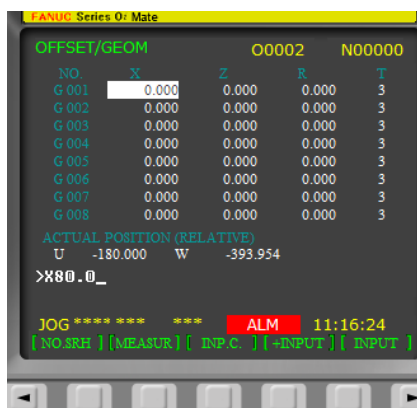 FANUC Series 0i Mate
OFFSET/GEOM O0002 N00000
NO. X Z R T
G 001 0.000 0.000 0.000 3
G 002 0.000 0.000 0.000 3
G 003 0.000 0.000 0.000 3
G 004 0.000 0.000 0.000 3
G 005 0.000 0.000 0.000 3
G 006 0.000 0.000 0.000 3
G 007 0.000 0.000 0.000 3
G 008 0.000 0.000 0.000 3
ACTUAL POSITION (RELATIVE)
U -180.000 W -393.954
>X80.0_
JOG **** *** *** ALM 11:16:24
[ NO.SRH ] [ MEASUR ] [ INP.C. ] [ +INPUT ] [ INPUT ]